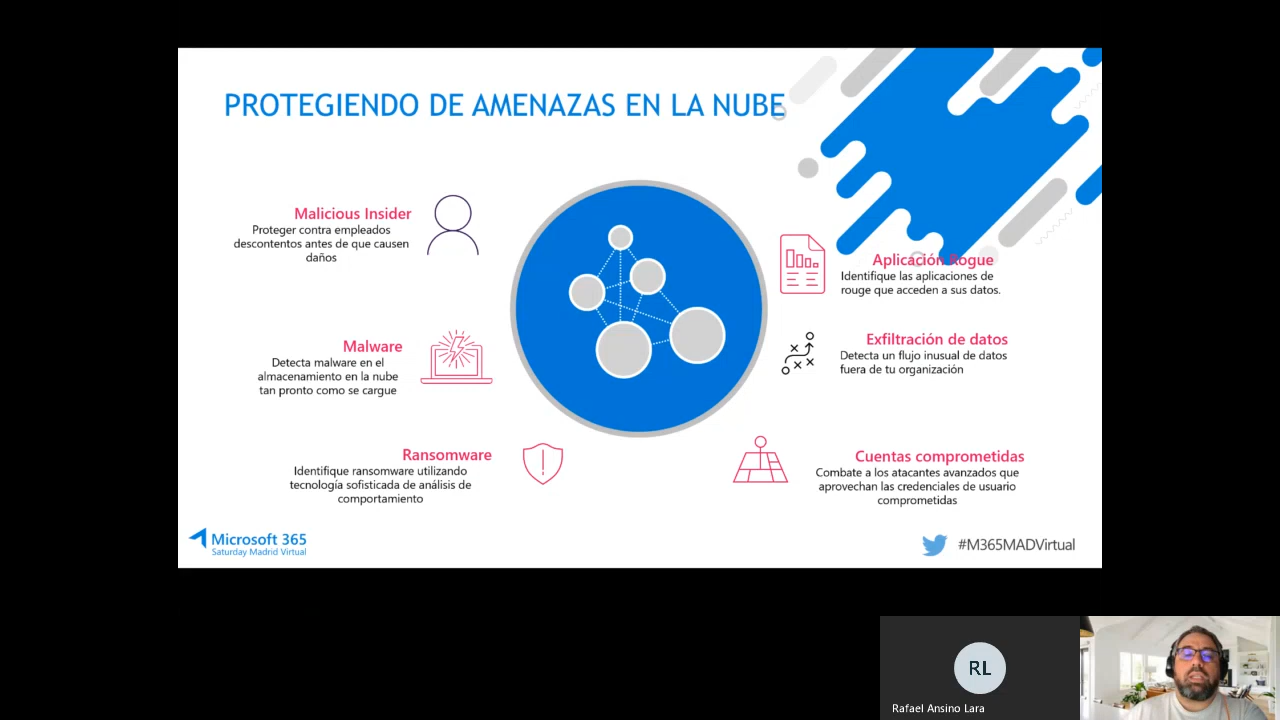 PROTEGIENDO DE AMENAZAS EN LA NUBE
Malicious Insider
Proteger contra empleados
descontentos antes de que causen
daños
Malware
Detecta malware en el
almacenamiento en la nube
tan pronto como se cargue
Ransomware
Identifique ransomware utilizando
tecnología sofisticada de análisis de
comportamiento
Aplicación Rogue
Identifique las aplicaciones de
rouge que acceden a sus datos.
Exfiltración de datos
Detecta un flujo inusual de datos
fuera de tu organización
Cuentas comprometidas
Combate a los atacantes avanzados que
aprovechan las credenciales de usuario
comprometidas
Microsoft 365
Saturday Madrid Virtual
#M365MADVirtual
RL
Rafael Ansino Lara